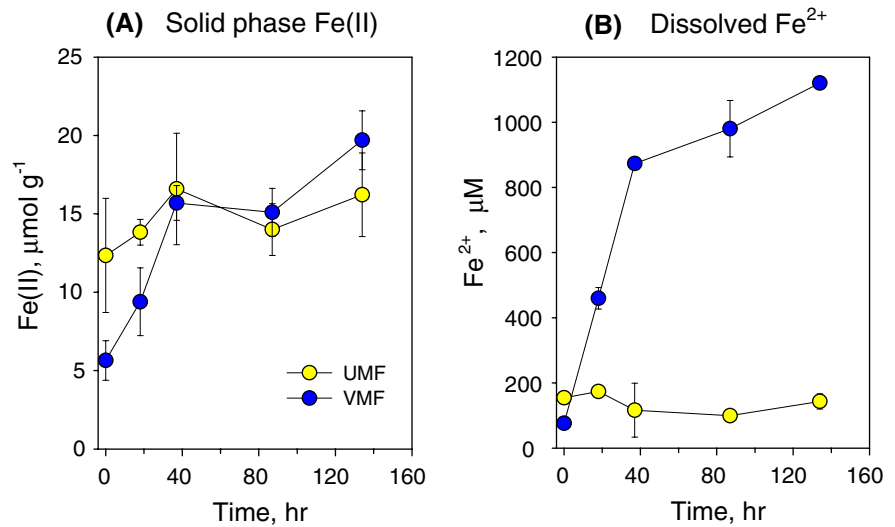 (A) Solid phase Fe(II)
25
20
15
10
5
0
Fe(II), μmol g⁻¹
UMF
VMF
0 40 80 120 160
Time, hr
(B) Dissolved Fe²⁺
1200
1000
800
600
400
200
0
Fe²⁺, μM
0 40 80 120 160
Time, hr